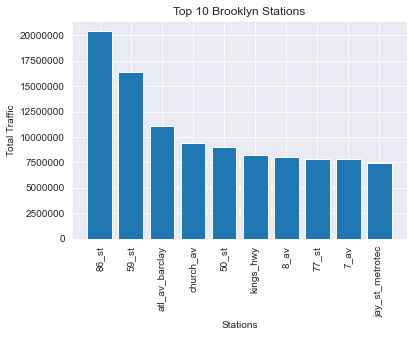 Top 10 Brooklyn Stations
Total Traffic
20000000
17500000
15000000
12500000
10000000
7500000
5000000
2500000
0
86_st
59_st
atl_av_barclay
church_av
50_st
kings_hwy
8_av
77_st
7_av
jay_st_metrotec
Stations